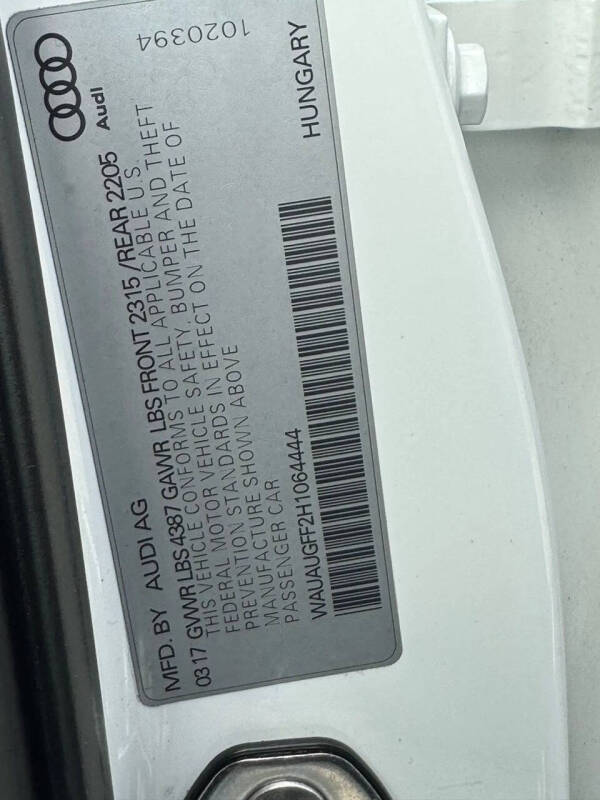 MFD. BY AUDI AG
Audi
0317 GVWR LBS 4387 GAWR LBS FRONT 2315 /REAR 2205
THIS VEHICLE CONFORMS TO ALL APPLICABLE U.S.
FEDERAL MOTOR VEHICLE SAFETY, BUMPER AND THEFT
PREVENTION STANDARDS IN EFFECT ON THE DATE OF
MANUFACTURE SHOWN ABOVE
PASSENGER CAR
1020394
WAUAUGFF2H1064444
HUNGARY